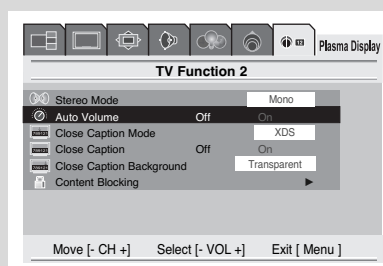 Plasma Display
TV Function 2
Stereo Mode Mono
Auto Volume Off On
Close Caption Mode XDS
Close Caption Off On
Close Caption Background Transparent
Content Blocking ►
Move [- CH +] Select [- VOL +] Exit [ Menu ]